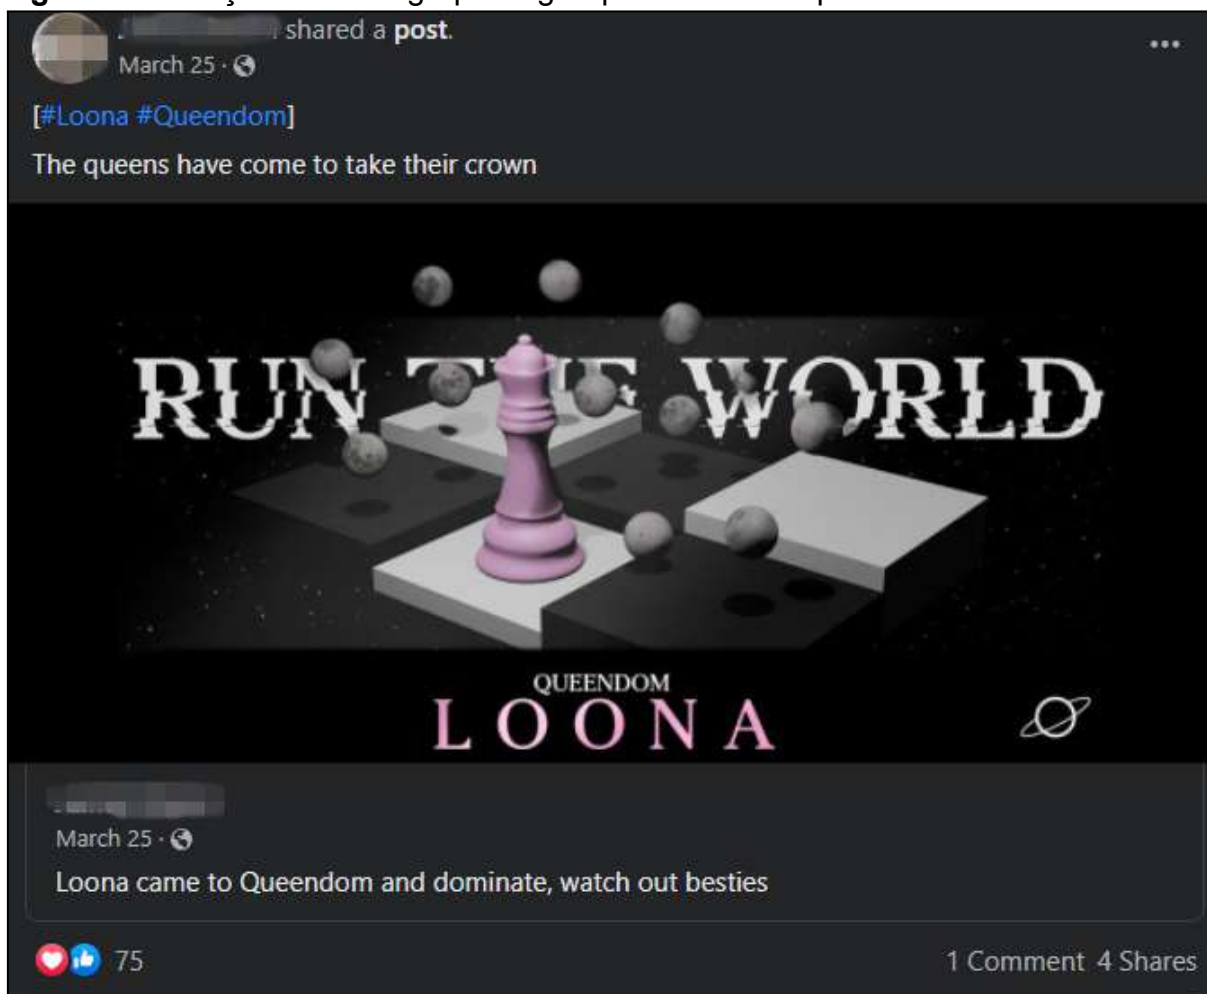 shared a post.
March 25 ·
[#Loona #Queendom]
The queens have come to take their crown
RUN THE WORLD
QUEENDOM
LOONA
March 25 ·
Loona came to Queendom and dominate, watch out besties
75
1 Comment 4 Shares